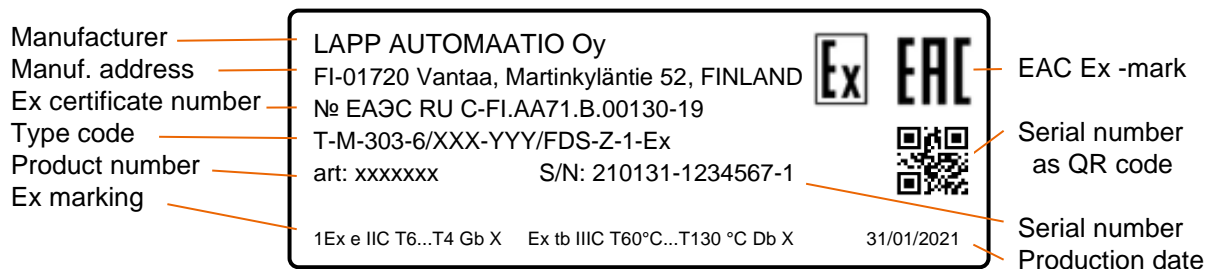 Manufacturer
Manuf. address
Ex certificate number
Type code
Product number
Ex marking
LAPP AUTOMAATIO Oy
FI-01720 Vantaa, Martinkyläntie 52, FINLAND
№ ЕАЭС RU C-FI.AA71.B.00130-19
T-M-303-6/XXX-YYY/FDS-Z-1-Ex
art: xxxxxxx S/N: 210131-1234567-1
1Ex e IIC T6...T4 Gb X Ex tb IIIC T60°C...T130 °C Db X 31/01/2021
Ex EAC
EAC Ex -mark
Serial number
as QR code
Serial number
Production date